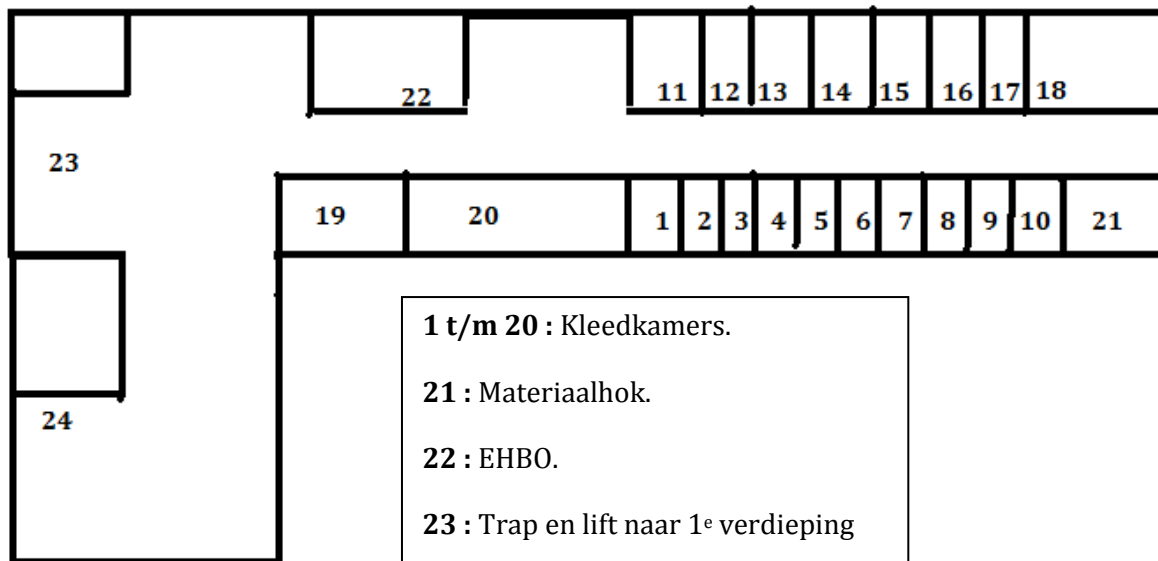 11 12 13 14 15 16 17 18
22
23
19 20 1 2 3 4 5 6 7 8 9 10 21
24
1 t/m 20 : Kleedkamers.
21 : Materiaalhok.
22 : EHBO.
23 : Trap en lift naar 1e verdieping